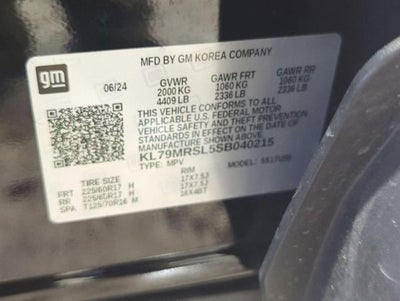 MFD BY GM KOREA COMPANY
gm
06/24
GVWR GAWR FRT GAWR RR
2000 KG 1060 KG 1060 KG
4409 LB 2336 LB 2336 LB
THIS VEHICLE CONFORMS TO ALL
APPLICABLE U.S. FEDERAL MOTOR
VEHICLE SAFETY AND THEFT PREVENTION
STANDARDS IN EFFECT ON THE DATE OF
MANUFACTURE SHOWN ABOVE.
KL79MRSL5SB040215
TYPE: MPV MODEL:
TIRE SIZE RIM
FRT 225/60R17 H 17X7.5J
RR 225/60R17 H 17X7.5J
SPA T125/70R16 M 16X4BT